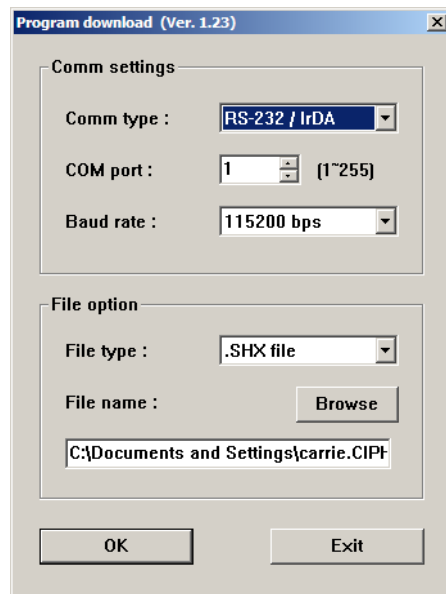 Program download (Ver. 1.23)
Comm settings
Comm type : RS-232 / IrDA
COM port : 1 (1~255)
Baud rate : 115200 bps
File option
File type : .SHX file
File name : Browse
C:\Documents and Settings\carrie.CIPH
OK Exit